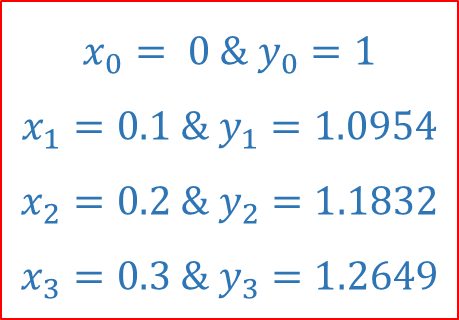 x₀ = 0 & y₀ = 1
x₁ = 0.1 & y₁ = 1.0954
x₂ = 0.2 & y₂ = 1.1832
x₃ = 0.3 & y₃ = 1.2649